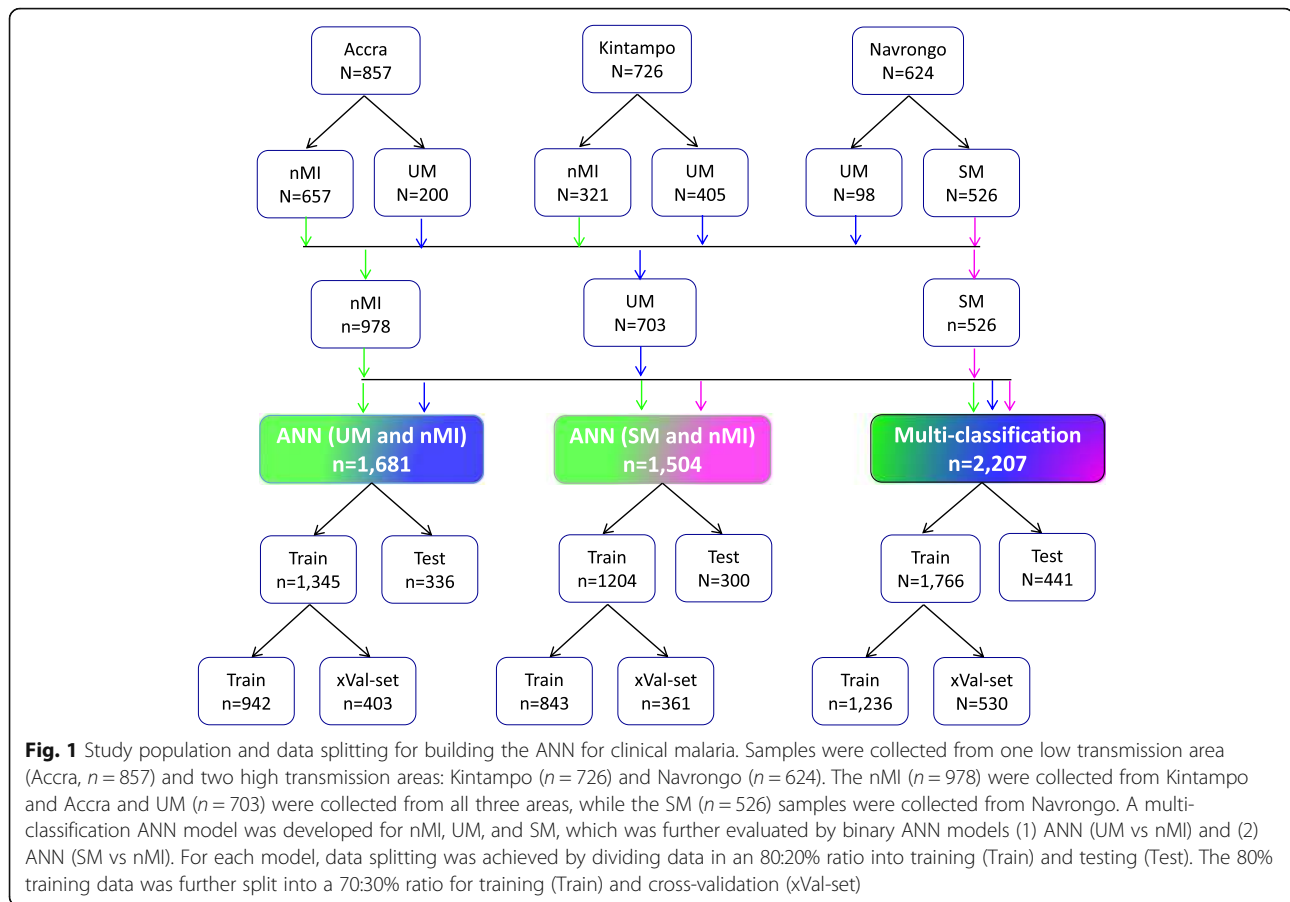 Accra
N=857
Kintampo
N=726
Navrongo
N=624
nMI
N=657
UM
N=200
nMI
N=321
UM
N=405
UM
N=98
SM
N=526
nMI
n=978
UM
N=703
SM
n=526
ANN (UM and nMI)
n=1,681
ANN (SM and nMI)
n=1,504
Multi-classification
n=2,207
Train
n=1,345
Test
n=336
Train
n=1204
Test
N=300
Train
N=1,766
Test
N=441
Train
n=942
xVal-set
n=403
Train
n=843
xVal-set
n=361
Train
n=1,236
xVal-set
N=530
Fig. 1 Study population and data splitting for building the ANN for clinical malaria. Samples were collected from one low transmission area
(Accra, n = 857) and two high transmission areas: Kintampo (n = 726) and Navrongo (n = 624). The nMI (n = 978) were collected from Kintampo
and Accra and UM (n = 703) were collected from all three areas, while the SM (n = 526) samples were collected from Navrongo. A multi-
classification ANN model was developed for nMI, UM, and SM, which was further evaluated by binary ANN models (1) ANN (UM vs nMI) and (2)
ANN (SM vs nMI). For each model, data splitting was achieved by dividing data in an 80:20% ratio into training (Train) and testing (Test). The 80%
training data was further split into a 70:30% ratio for training (Train) and cross-validation (xVal-set)